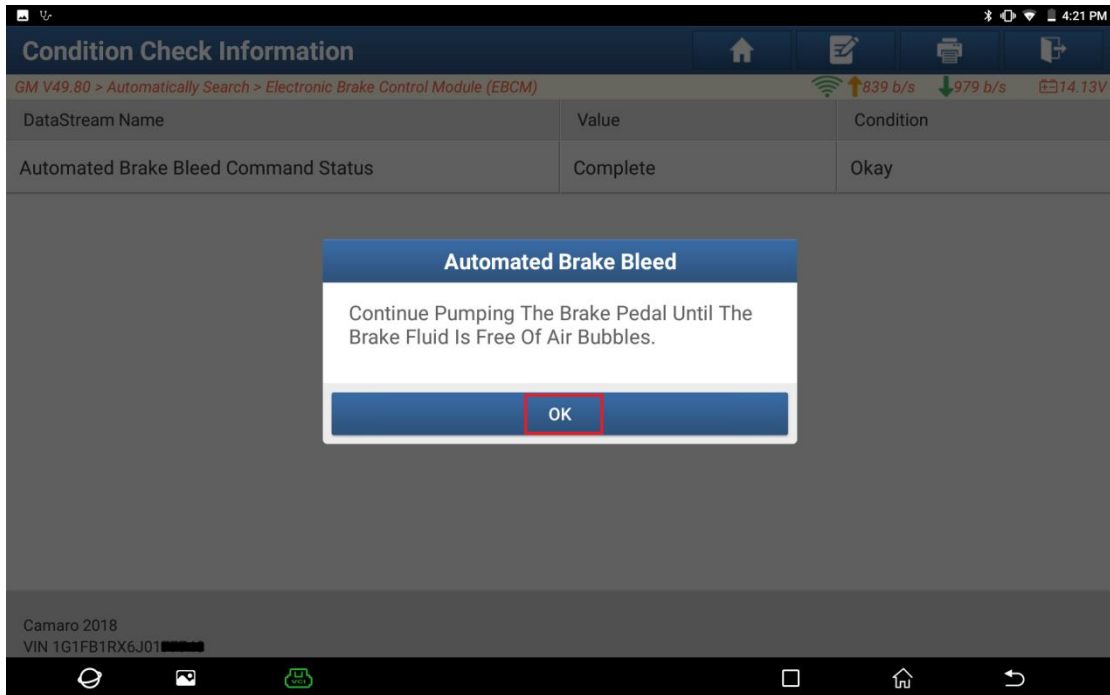 4:21 PM
Condition Check Information
GM V49.80 > Automatically Search > Electronic Brake Control Module (EBCM)
839 b/s 979 b/s 14.13V
DataStream Name Value Condition
Automated Brake Bleed Command Status Complete Okay
Automated Brake Bleed
Continue Pumping The Brake Pedal Until The
Brake Fluid Is Free Of Air Bubbles.
OK
Camaro 2018
VIN 1G1FB1RX6J01
VCI